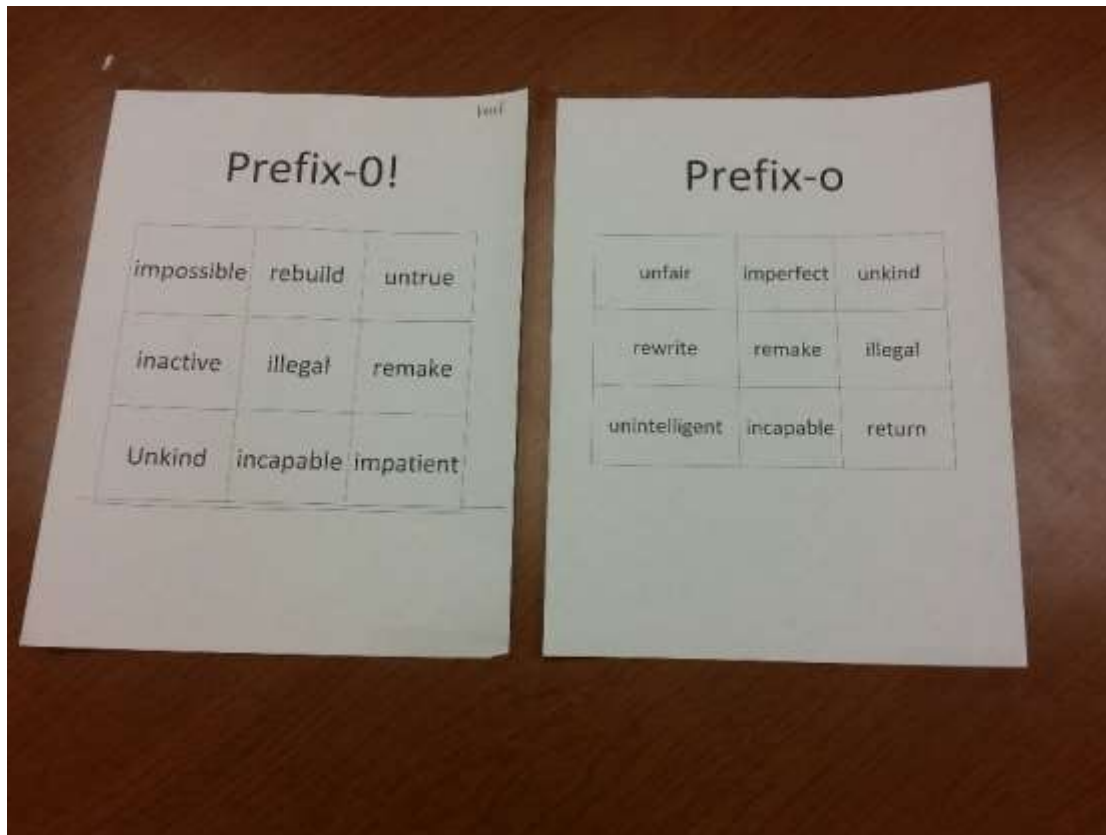 Prefix-0!
impossible rebuild untrue
inactive illegal remake
Unkind incapable impatient
Prefix-o
unfair imperfect unkind
rewrite remake illegal
unintelligent incapable return